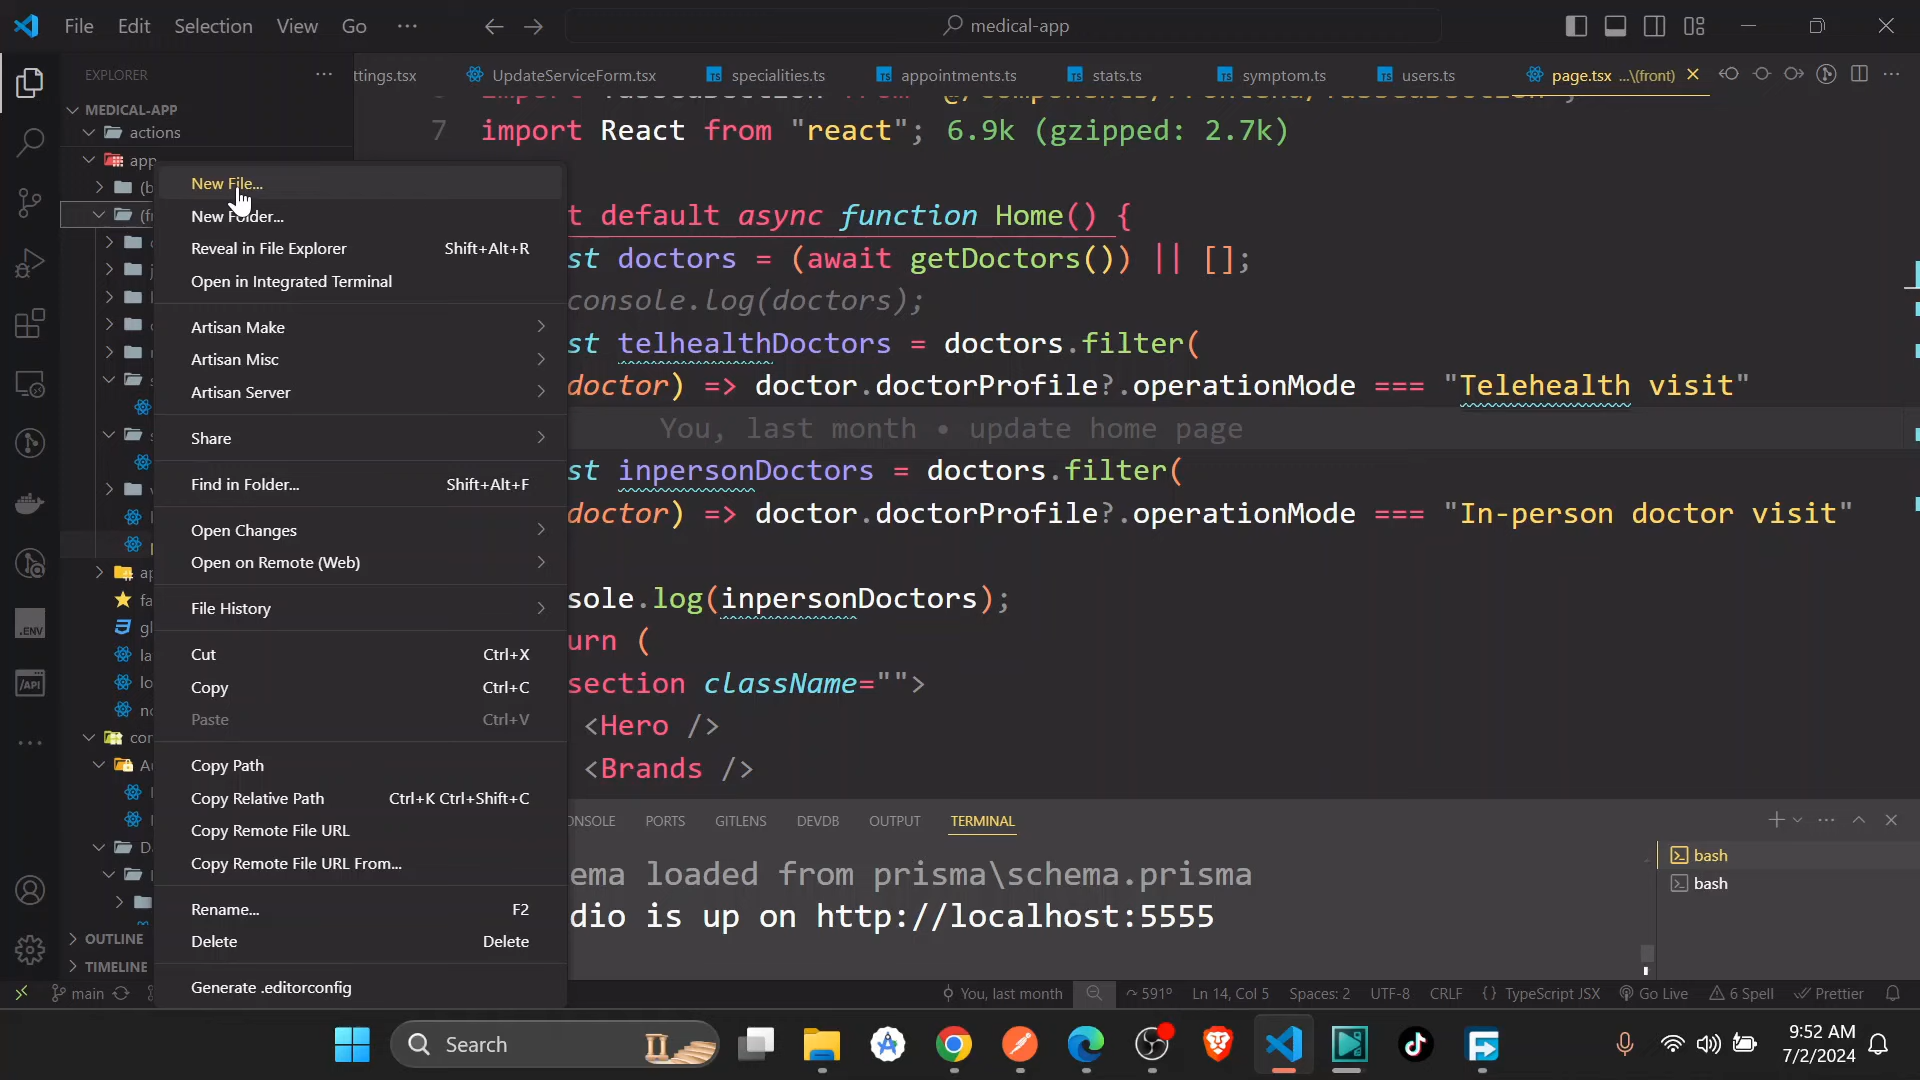 File Edit Selection View Go ··· medical-app
EXPLORER ···
ttings.tsx UpdateServiceForm.tsx specialities.ts appointments.ts stats.ts symptom.ts users.ts page.tsx ...\(front)
MEDICAL-APP
actions
app
New File...
New Folder...
Reveal in File Explorer Shift+Alt+R
Open in Integrated Terminal
Artisan Make
Artisan Misc
Artisan Server
Share
Find in Folder... Shift+Alt+F
Open Changes
Open on Remote (Web)
File History
Cut Ctrl+X
Copy Ctrl+C
Paste Ctrl+V
Copy Path
Copy Relative Path Ctrl+K Ctrl+Shift+C
Copy Remote File URL
Copy Remote File URL From...
Rename... F2
Delete Delete
Generate .editorconfig
OUTLINE
TIMELINE
7 import React from "react"; 6.9k (gzipped: 2.7k)
t default async function Home() {
st doctors = (await getDoctors()) || [];
console.log(doctors);
st telhealthDoctors = doctors.filter(
doctor) => doctor.doctorProfile?.operationMode === "Telehealth visit"
You, last month • update home page
st inpersonDoctors = doctors.filter(
doctor) => doctor.doctorProfile?.operationMode === "In-person doctor visit"
sole.log(inpersonDoctors);
urn (
section className="">
<Hero />
<Brands />
ONSOLE PORTS GITLENS DEVDB OUTPUT TERMINAL
ema loaded from prisma\schema.prisma
dio is up on http://localhost:5555
bash
bash
main You, last month 591° Ln 14, Col 5 Spaces: 2 UTF-8 CRLF {} TypeScript JSX Go Live 6 Spell Prettier
Search
9:52 AM
7/2/2024